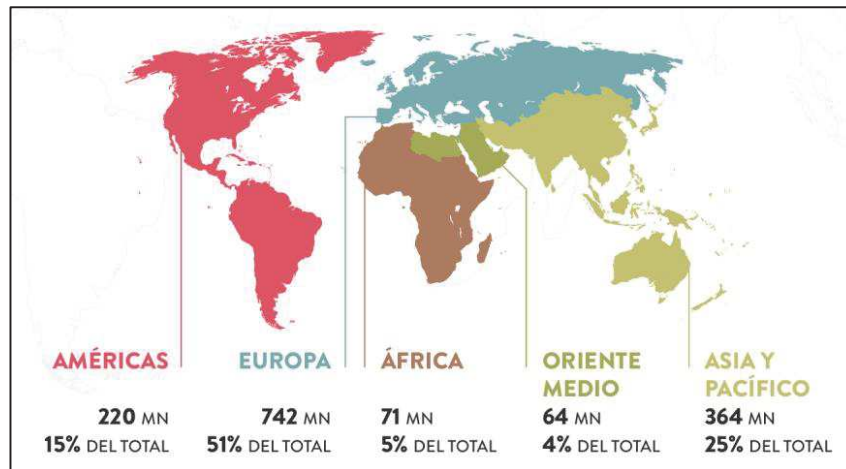 AMÉRICAS
220 MN
15% DEL TOTAL
EUROPA
742 MN
51% DEL TOTAL
ÁFRICA
71 MN
5% DEL TOTAL
ORIENTE
MEDIO
64 MN
4% DEL TOTAL
ASIA Y
PACÍFICO
364 MN
25% DEL TOTAL